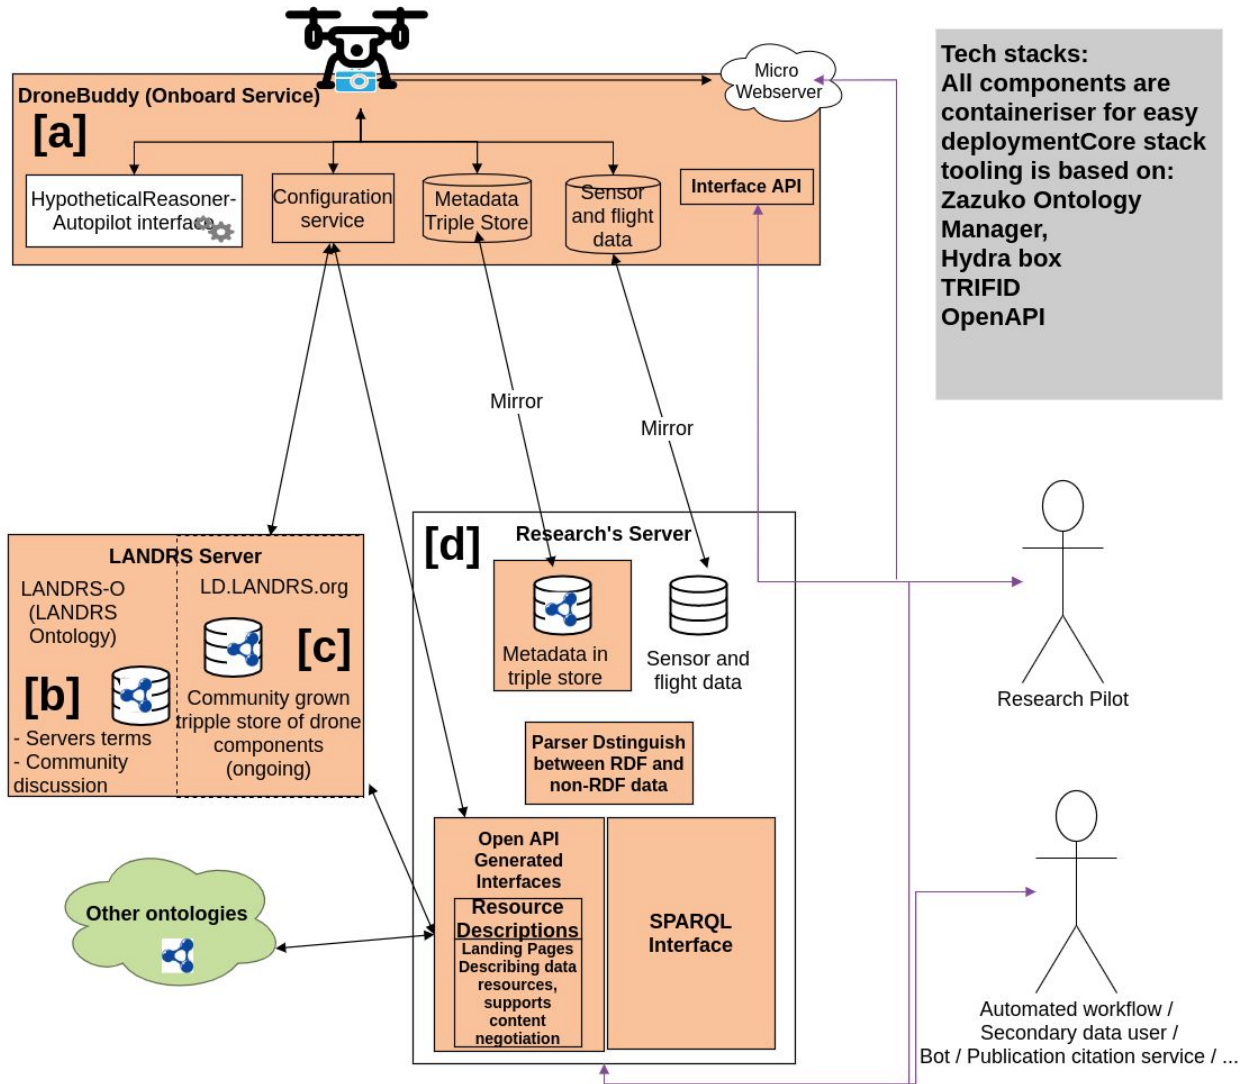 DroneBuddy (Onboard Service)
[a]
Micro
Webserver
HypotheticalReasoner-
Autopilot interface
Configuration
service
Metadata
Triple Store
Sensor
and flight
data
Interface API
Tech stacks:
All components are
containeriser for easy
deploymentCore stack
tooling is based on:
Zazuko Ontology
Manager,
Hydra box
TRIFID
OpenAPI
Mirror
Mirror
LANDRS Server
LANDRS-O
(LANDRS
Ontology)
[b]
- Servers terms
- Community
discussion
LD.LANDRS.org
[c]
Community grown
tripple store of drone
components
(ongoing)
Other ontologies
[d]
Research's Server
Metadata in
triple store
Sensor and
flight data
Parser Dstinguish
between RDF and
non-RDF data
Open API
Generated
Interfaces
Resource
Descriptions
Landing Pages
Describing data
resources,
supports
content
negotiation
SPARQL
Interface
Research Pilot
Automated workflow /
Secondary data user /
Bot / Publication citation service / ...